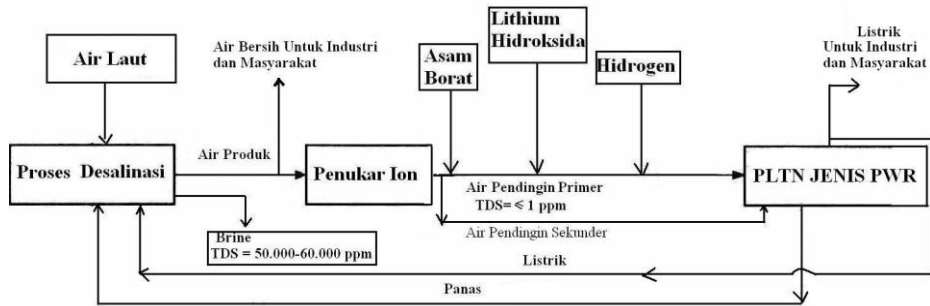 Air Laut
Air Bersih Untuk Industri
dan Masyarakat
Asam
Borat
Lithium
Hidroksida
Hidrogen
Listrik
Untuk Industri
dan Masyarakat
Proses Desalinasi
Air Produk
Penukar Ion
Air Pendingin Primer
TDS= ≤ 1 ppm
PLTN JENIS PWR
Air Pendingin Sekunder
Brine
TDS = 50.000-60.000 ppm
Listrik
Panas